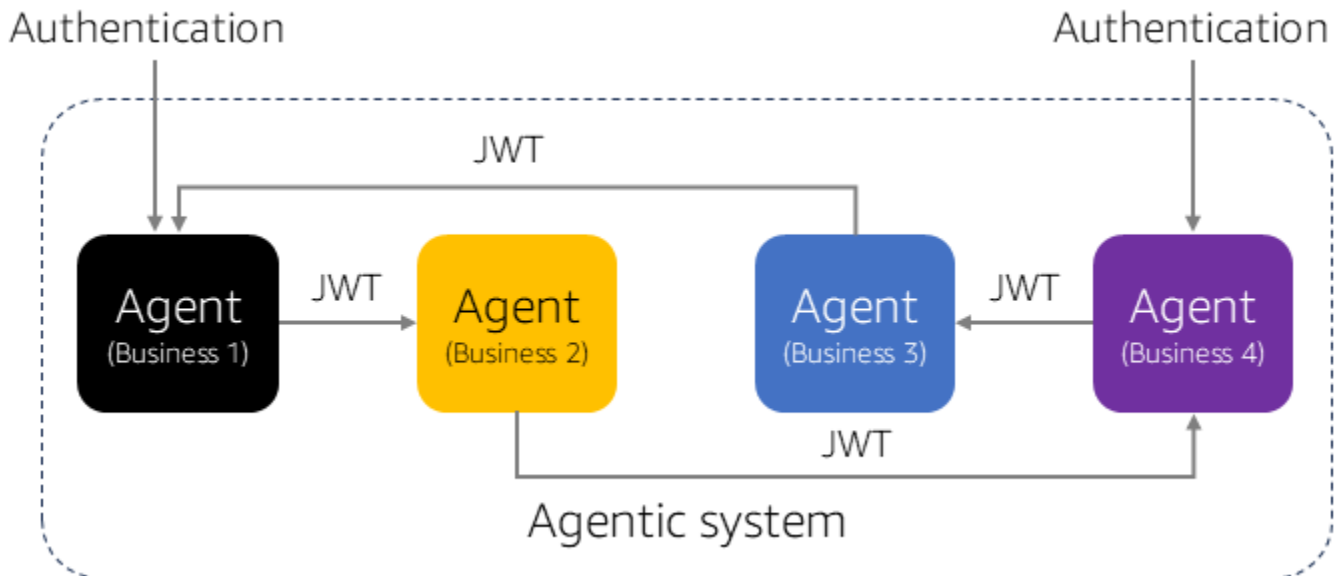 Authentication
Authentication
JWT
Agent
(Business 1)
JWT
Agent
(Business 2)
Agent
(Business 3)
JWT
Agent
(Business 4)
JWT
Agentic system